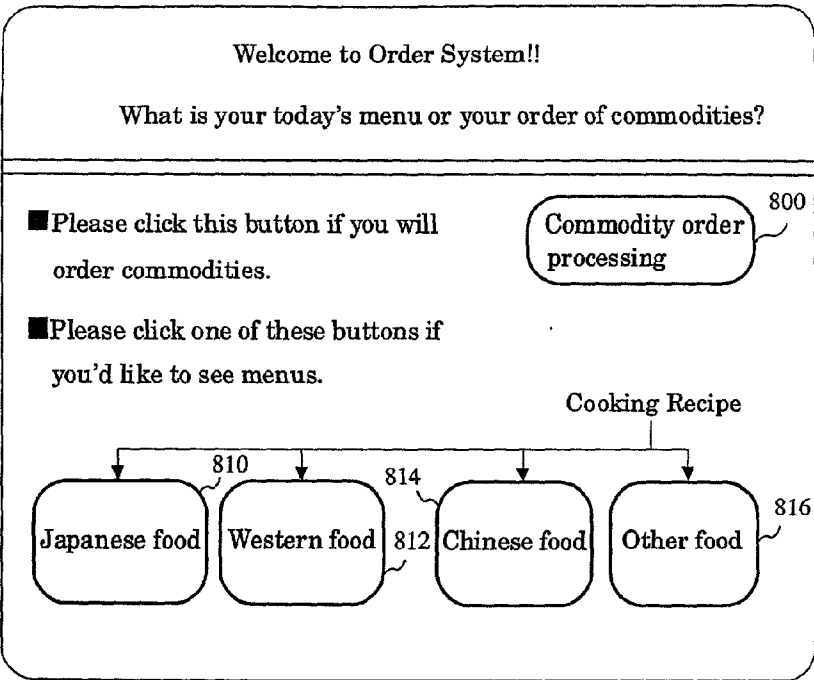 Welcome to Order System!!
What is your today's menu or your order of commodities?
■Please click this button if you will
order commodities.
Commodity order
processing
800
■Please click one of these buttons if
you'd like to see menus.
Cooking Recipe
810
814
816
Japanese food
Western food
812
Chinese food
Other food